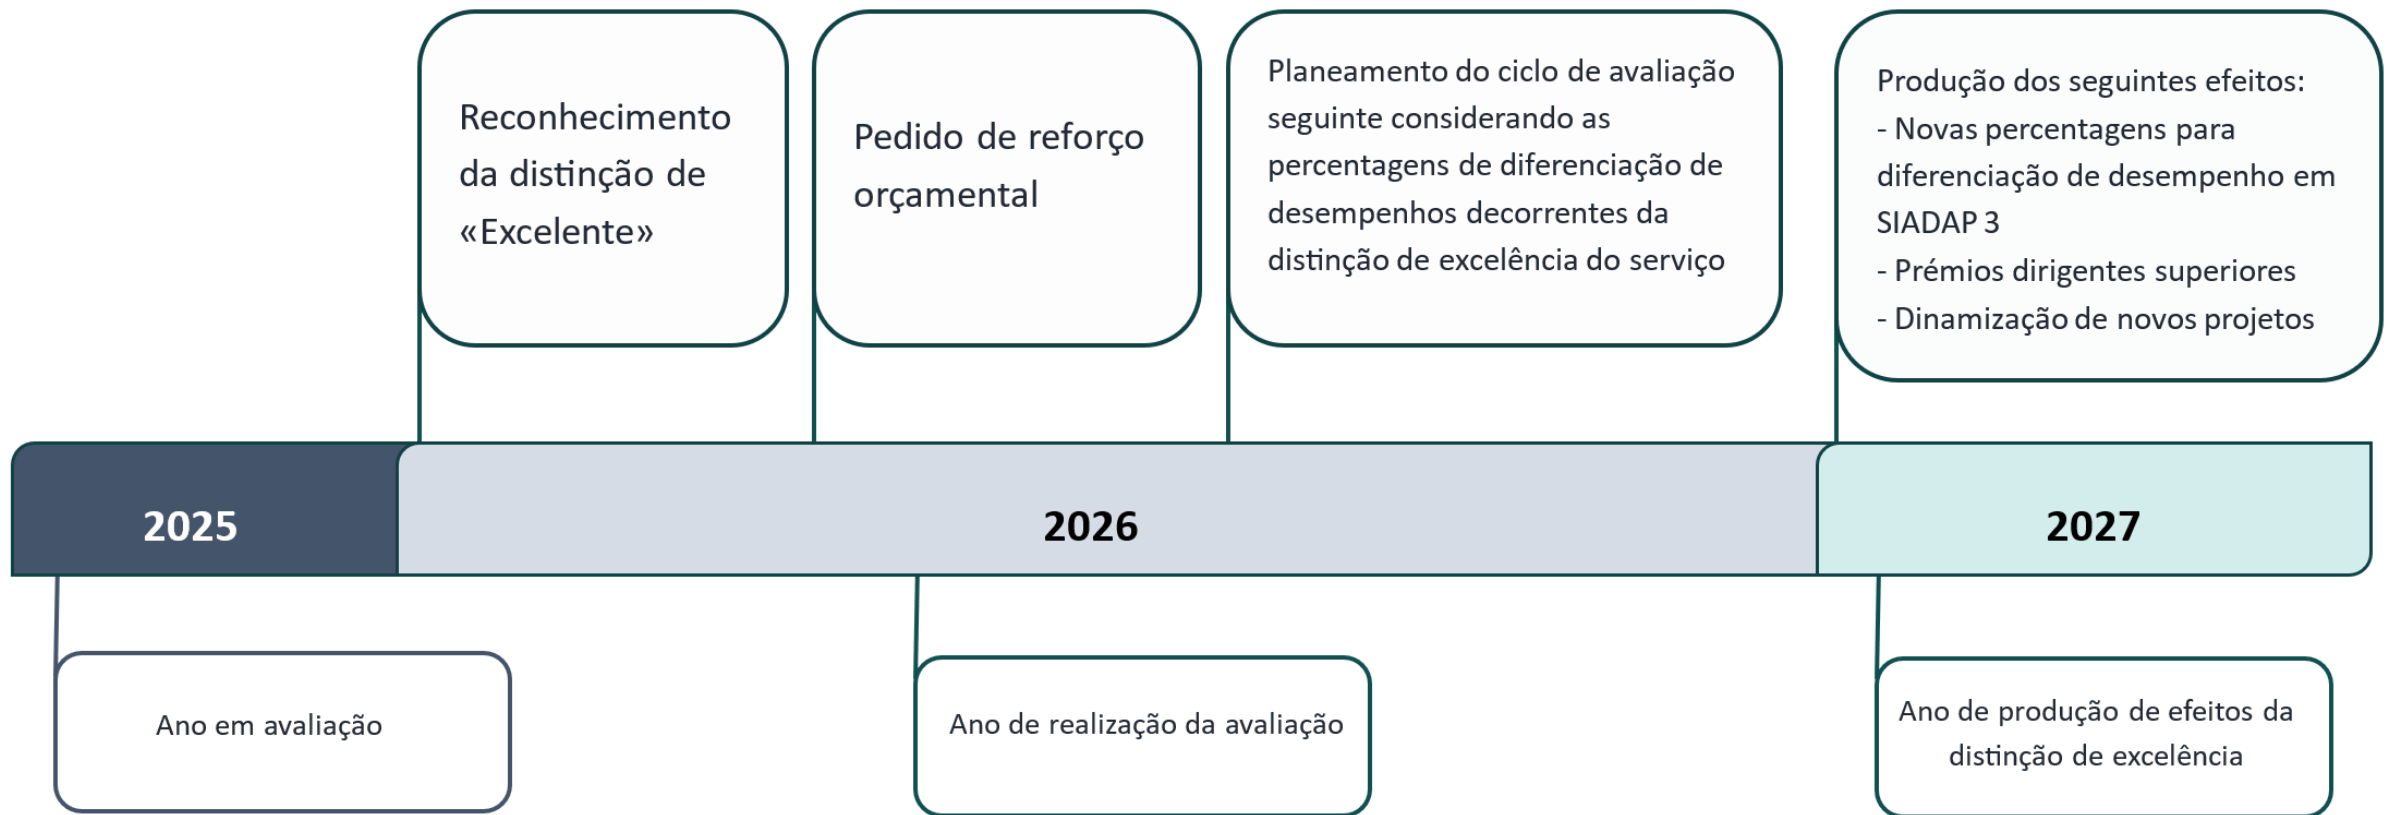 Reconhecimento
da distinção de
«Excelente»
Pedido de reforço
orçamental
Planeamento do ciclo de avaliação
seguinte considerando as
percentagens de diferenciação de
desempenhos decorrentes da
distinção de excelência do serviço
Produção dos seguintes efeitos:
- Novas percentagens para
diferenciação de desempenho em
SIADAP 3
- Prémios dirigentes superiores
- Dinamização de novos projetos
2025
2026
2027
Ano em avaliação
Ano de realização da avaliação
Ano de produção de efeitos da
distinção de excelência